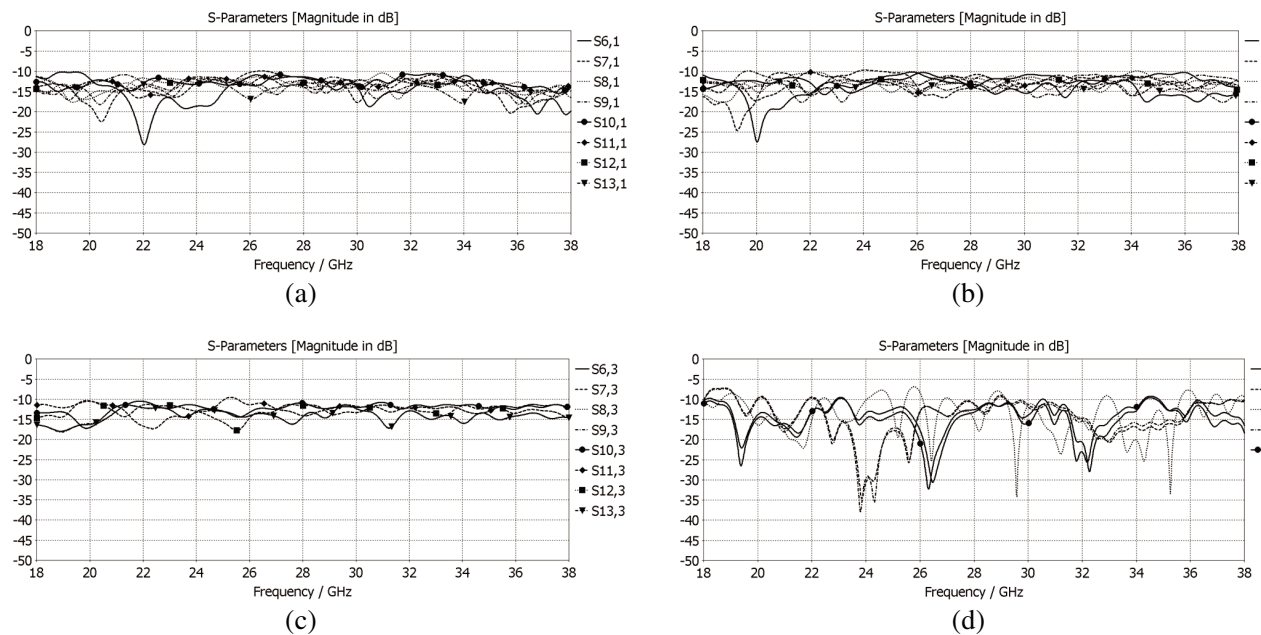 S-Parameters [Magnitude in dB]
0
-5
-10
-15
-20
-25
-30
-35
-40
-45
-50
18 20 22 24 26 28 30 32 34 36 38
Frequency / GHz
S6,1
S7,1
S8,1
S9,1
S10,1
S11,1
S12,1
S13,1
(a)
S-Parameters [Magnitude in dB]
0
-5
-10
-15
-20
-25
-30
-35
-40
-45
-50
18 20 22 24 26 28 30 32 34 36 38
Frequency / GHz
(b)
S-Parameters [Magnitude in dB]
0
-5
-10
-15
-20
-25
-30
-35
-40
-45
-50
18 20 22 24 26 28 30 32 34 36 38
Frequency / GHz
S6,3
S7,3
S8,3
S9,3
S10,3
S11,3
S12,3
S13,3
(c)
S-Parameters [Magnitude in dB]
0
-5
-10
-15
-20
-25
-30
-35
-40
-45
-50
18 20 22 24 26 28 30 32 34 36 38
Frequency / GHz
(d)